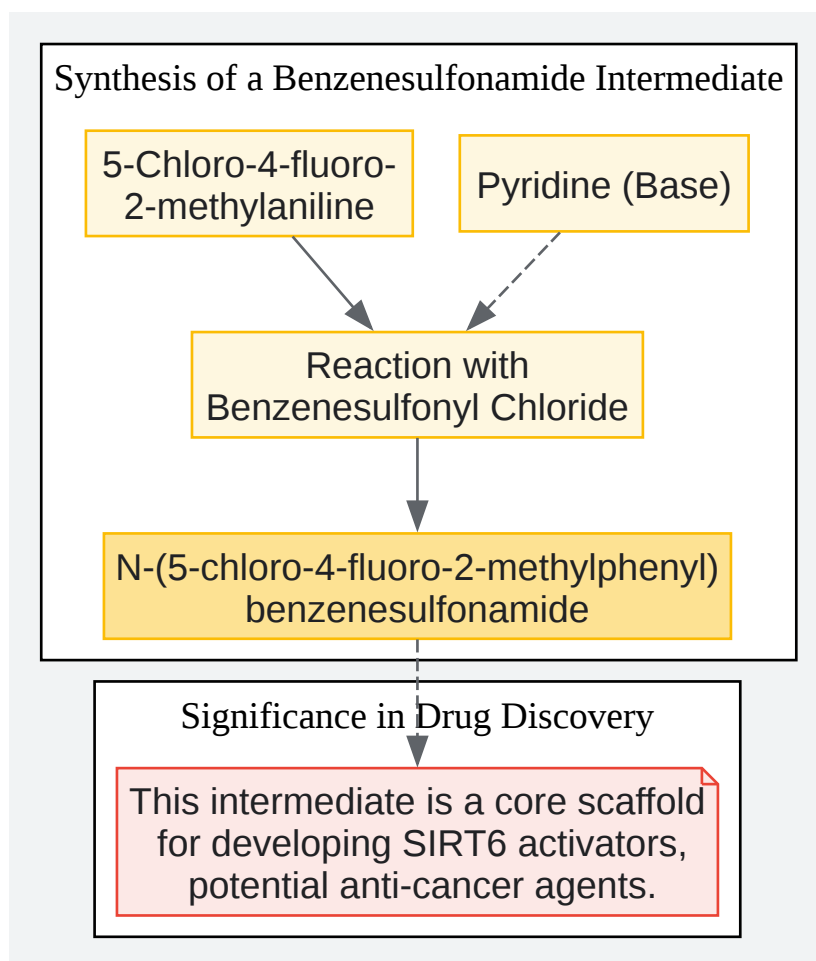 Synthesis of a Benzenesulfonamide Intermediate
5-Chloro-4-fluoro-
2-methylaniline
Pyridine (Base)
Reaction with
Benzenesulfonyl Chloride
N-(5-chloro-4-fluoro-2-methylphenyl)
benzenesulfonamide
Significance in Drug Discovery
This intermediate is a core scaffold
for developing SIRT6 activators,
potential anti-cancer agents.